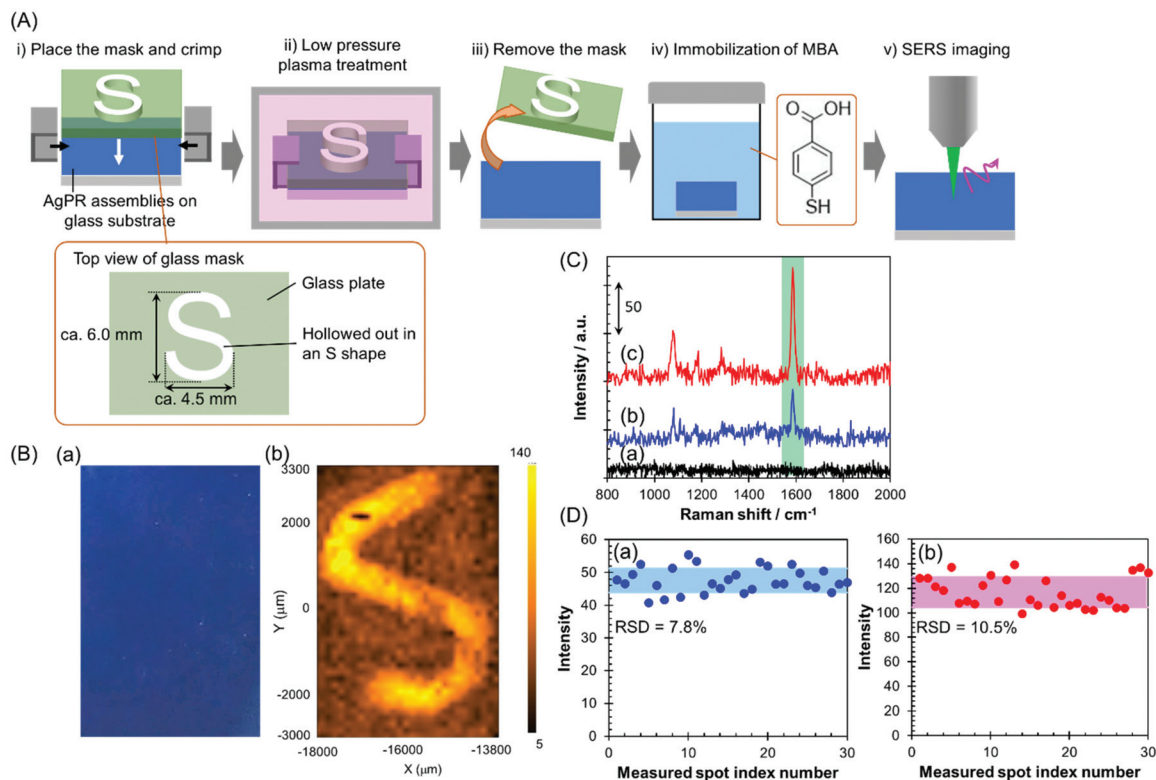 (A)
i) Place the mask and crimp
ii) Low pressure
plasma treatment
iii) Remove the mask
iv) Immobilization of MBA
v) SERS imaging
S
S
S
O
OH
SH
AgPR assemblies on
glass substrate
Top view of glass mask
S
Glass plate
Hollowed out in
an S shape
ca. 6.0 mm
ca. 4.5 mm
(B)
(a)
(b)
3300
2000
0
-2000
-3000
Y (μm)
-18000
-16000
-13800
X (μm)
140
5
(C)
50
(c)
(b)
(a)
Intensity / a.u.
800
1000
1200
1400
1600
1800
2000
Raman shift / cm-1
(D)
(a)
60
50
40
30
20
10
0
Intensity
RSD = 7.8%
0
10
20
30
Measured spot index number
(b)
160
140
120
100
80
60
40
20
0
Intensity
RSD = 10.5%
0
10
20
30
Measured spot index number